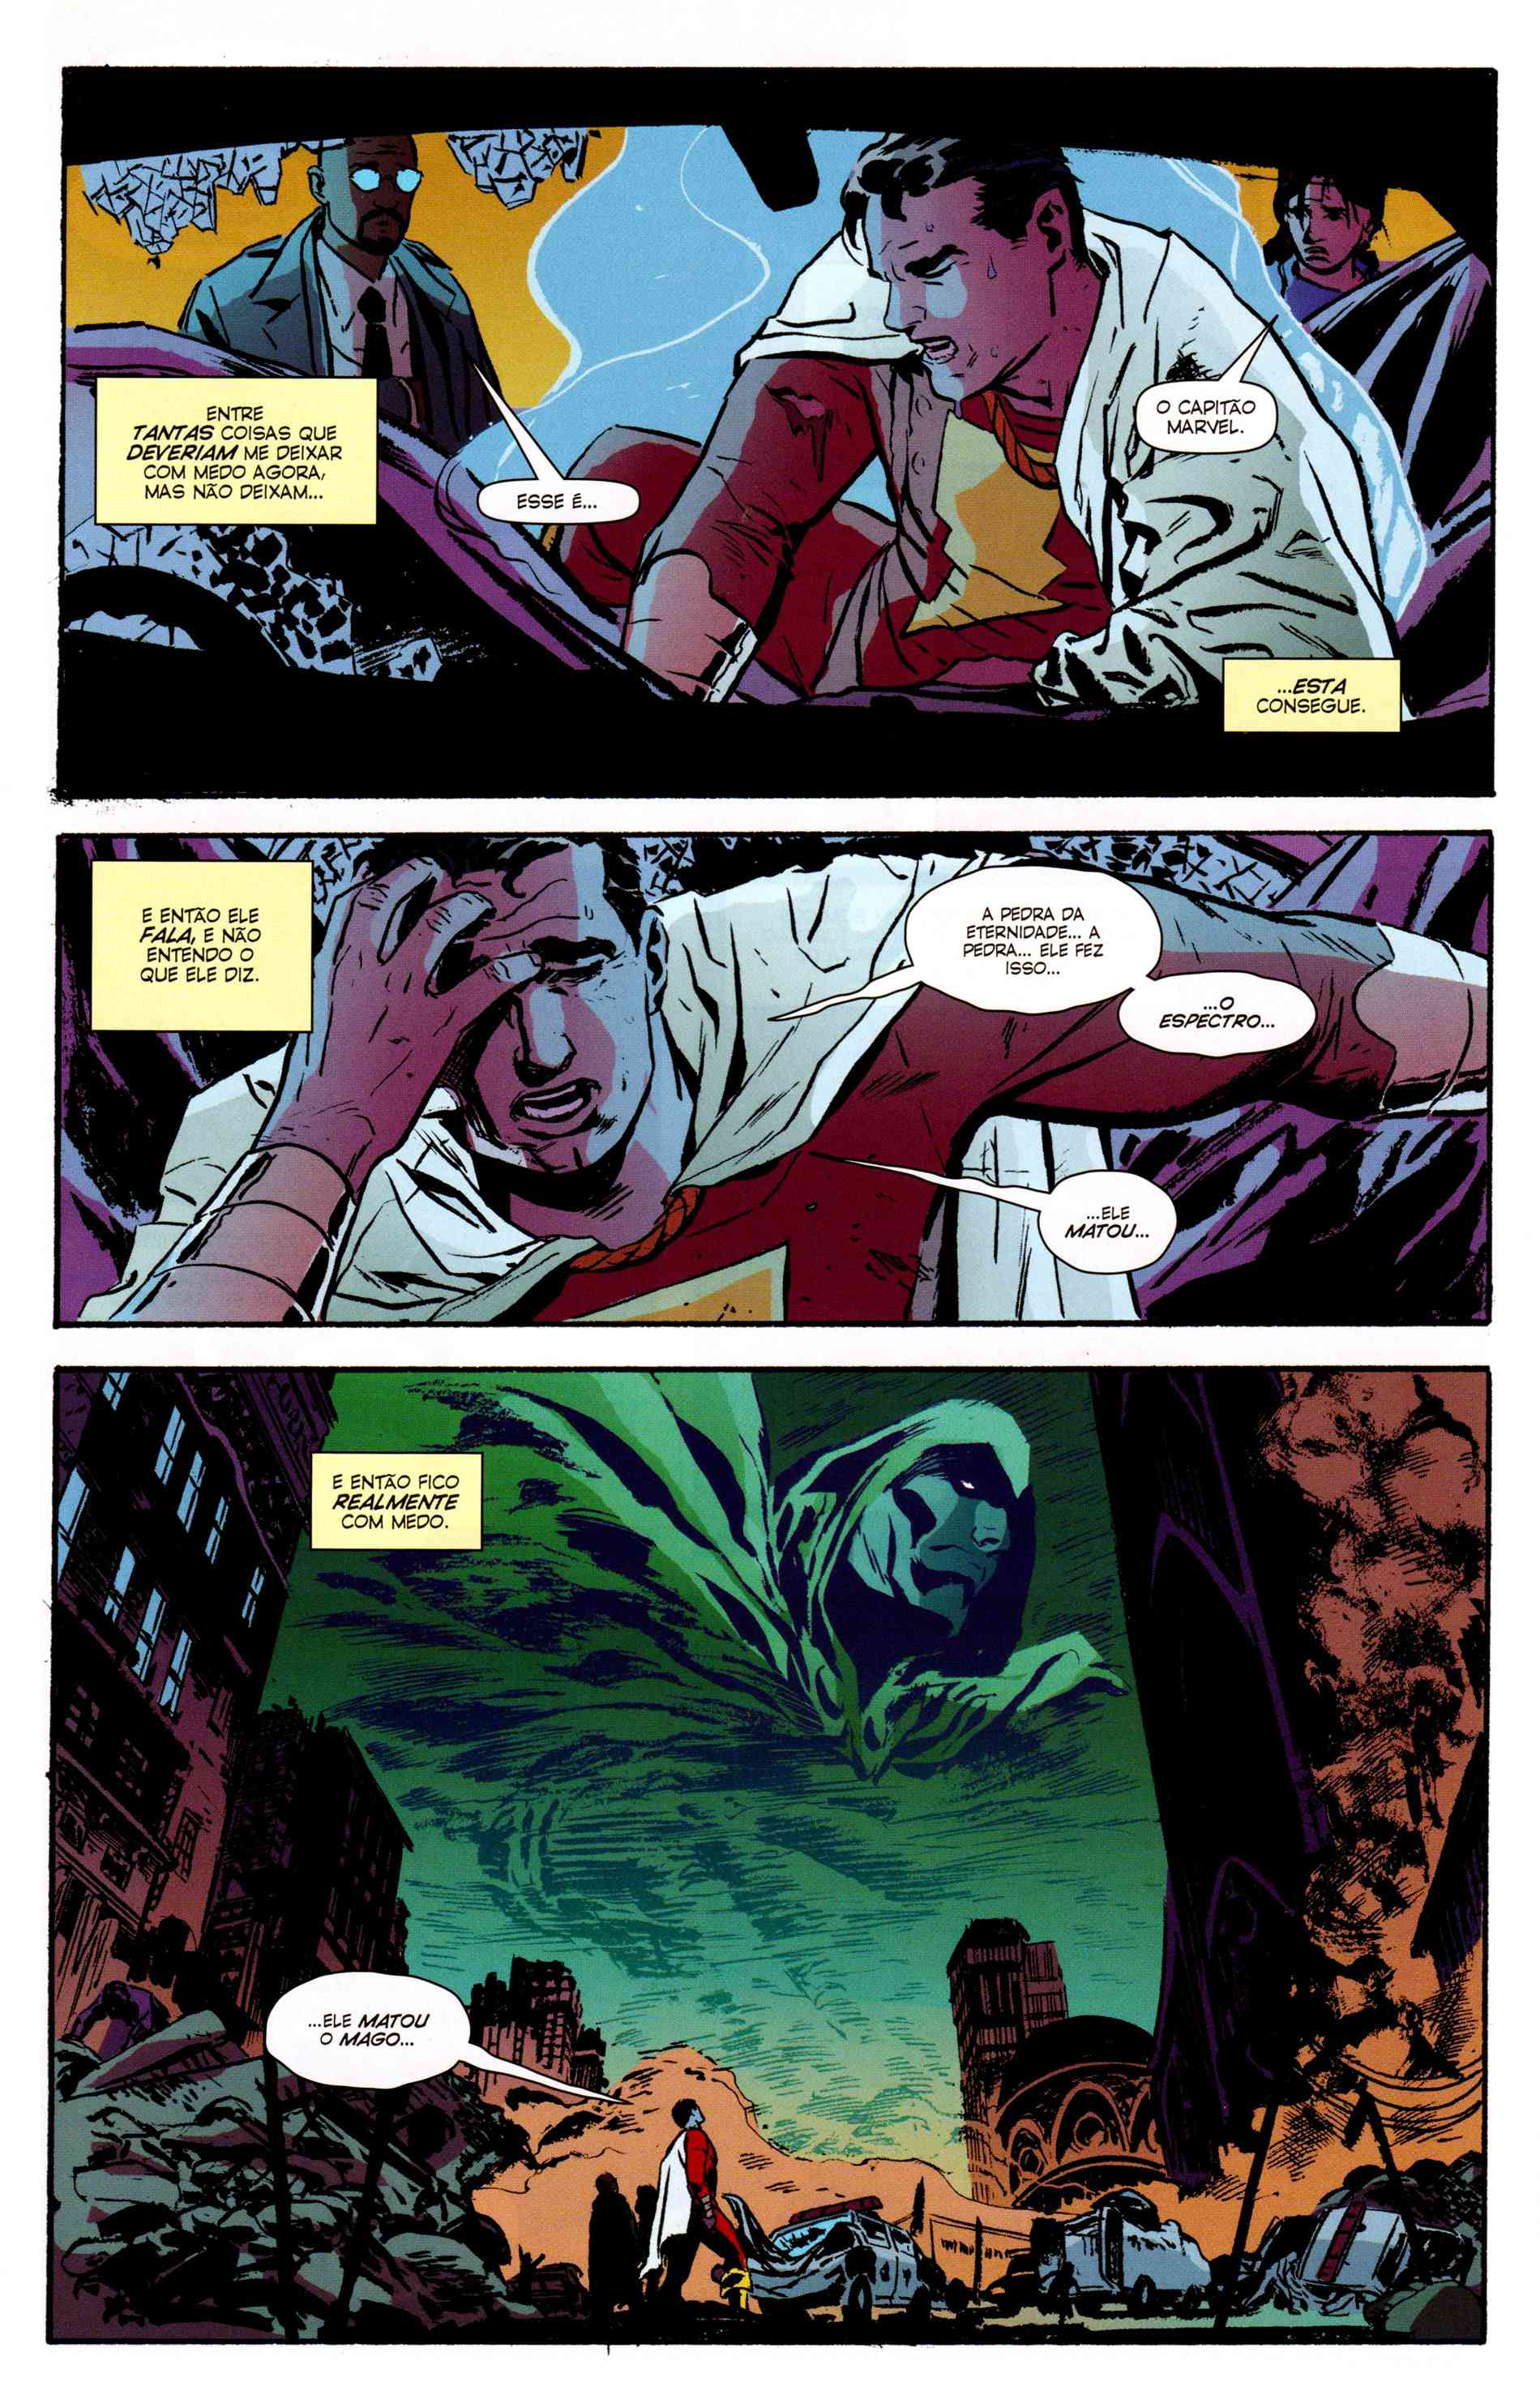 ENTRE
TANTAS COISAS QUE
DEVERIAM ME DEIXAR
COM MEDO AGORA,
MAS NÃO DEIXAM...
ESSE É...
O CAPITÃO
MARVEL.
...ESTA
CONSEGUE.
E ENTÃO ELE
FALA, E NÃO
ENTENDO O
QUE ELE DIZ.
A PEDRA DA
ETERNIDADE... A
PEDRA... ELE FEZ
ISSO...
...O
ESPECTRO...
...ELE
MATOU...
E ENTÃO FICO
REALMENTE
COM MEDO.
...ELE MATOU
O MAGO...